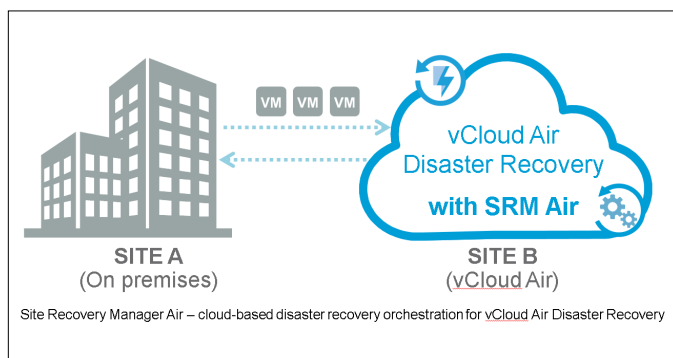 VM VM VM
vCloud Air
Disaster Recovery
with SRM Air
SITE A
(On premises)
SITE B
(vCloud Air)
Site Recovery Manager Air – cloud-based disaster recovery orchestration for vCloud Air Disaster Recovery